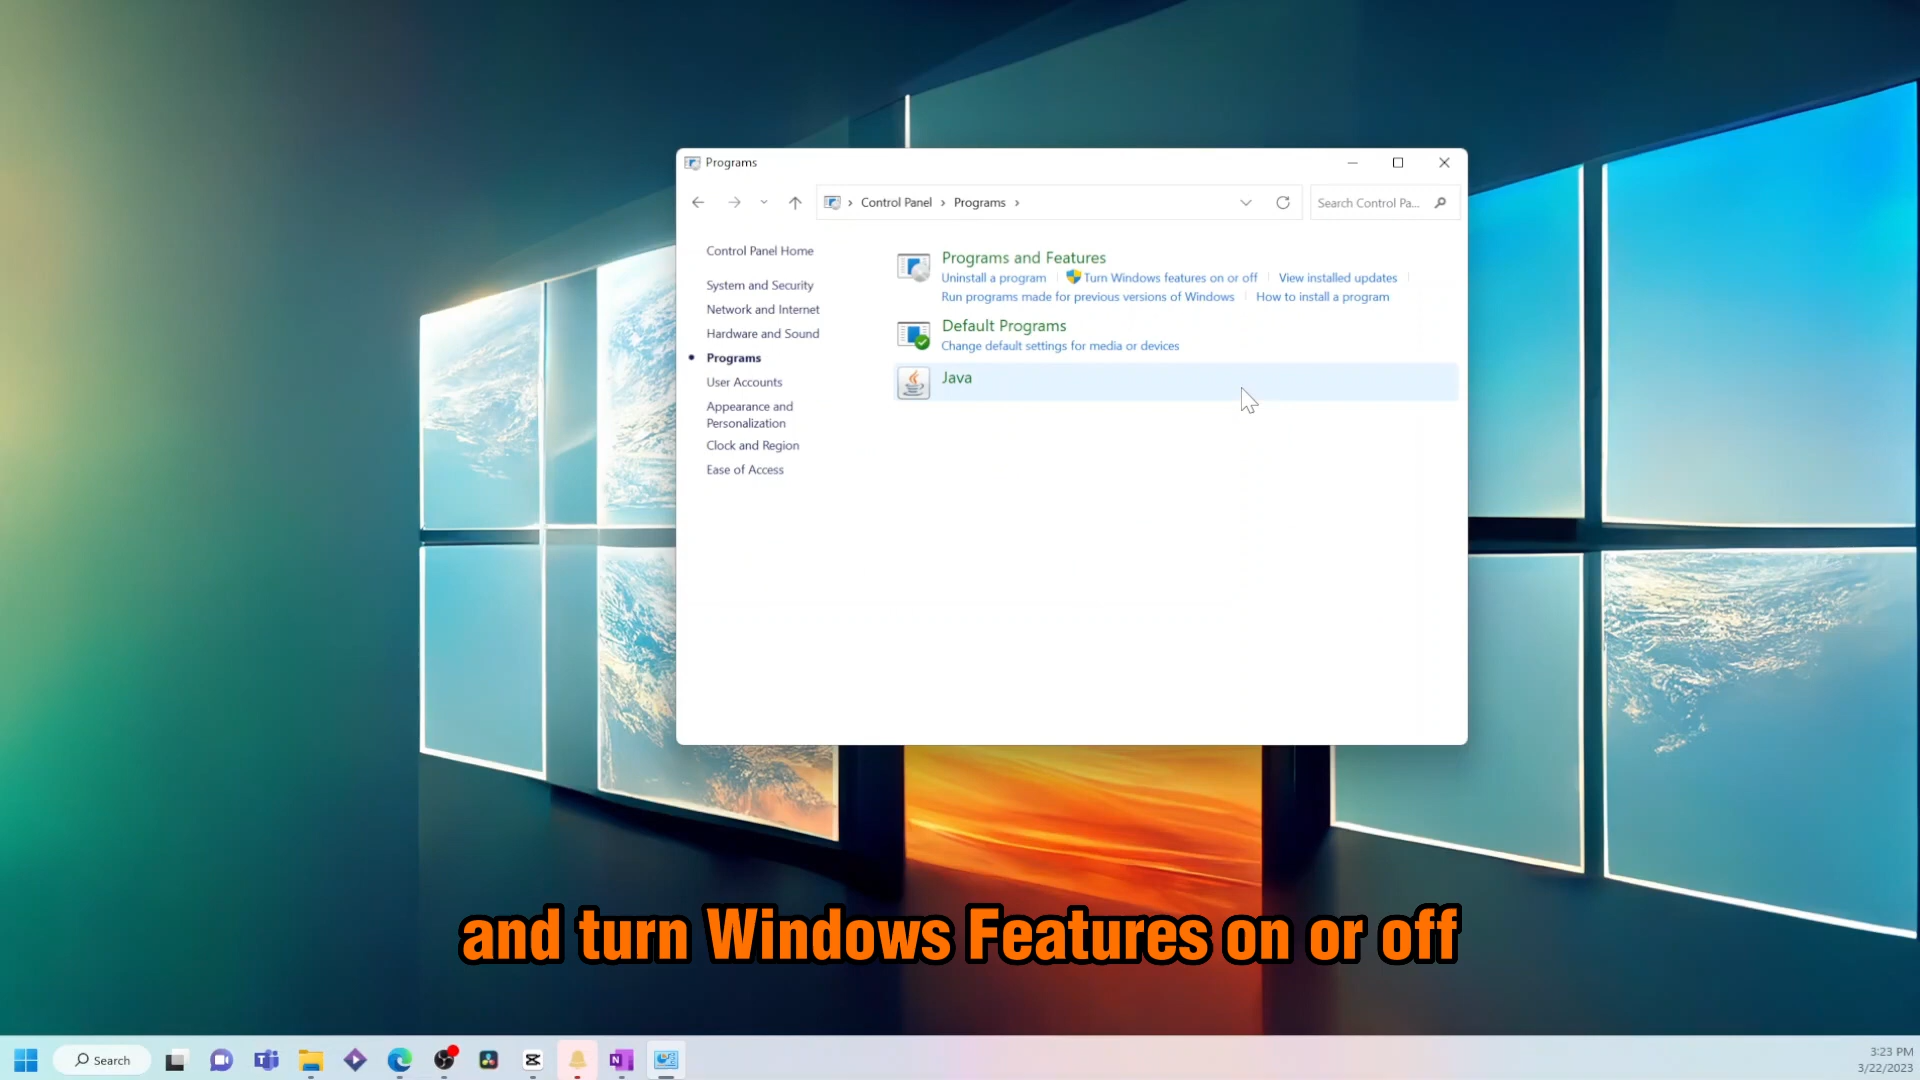 Programs
Control Panel > Programs >
Search Control Pa...
Control Panel Home
System and Security
Network and Internet
Hardware and Sound
Programs
User Accounts
Appearance and
Personalization
Clock and Region
Ease of Access
Programs and Features
Uninstall a program
Turn Windows features on or off
View installed updates
Run programs made for previous versions of Windows
How to install a program
Default Programs
Change default settings for media or devices
Java
and turn Windows Features on or off
Search
3:23 PM
3/22/2023